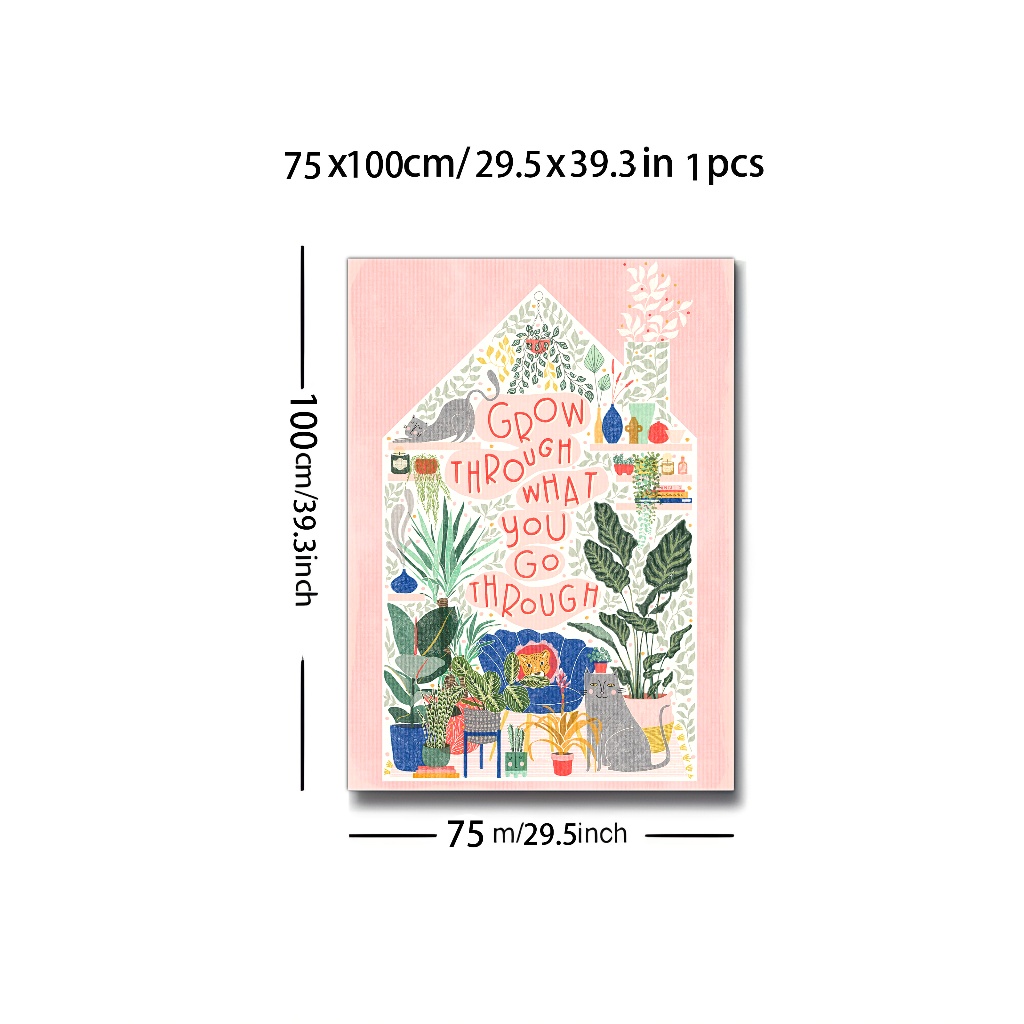 75x100cm/ 29.5x39.3in 1pcs
100cm/39.3inch
GROW
THROUGH
WHAT
YOU
GO
THROUGH
75 m/29.5inch